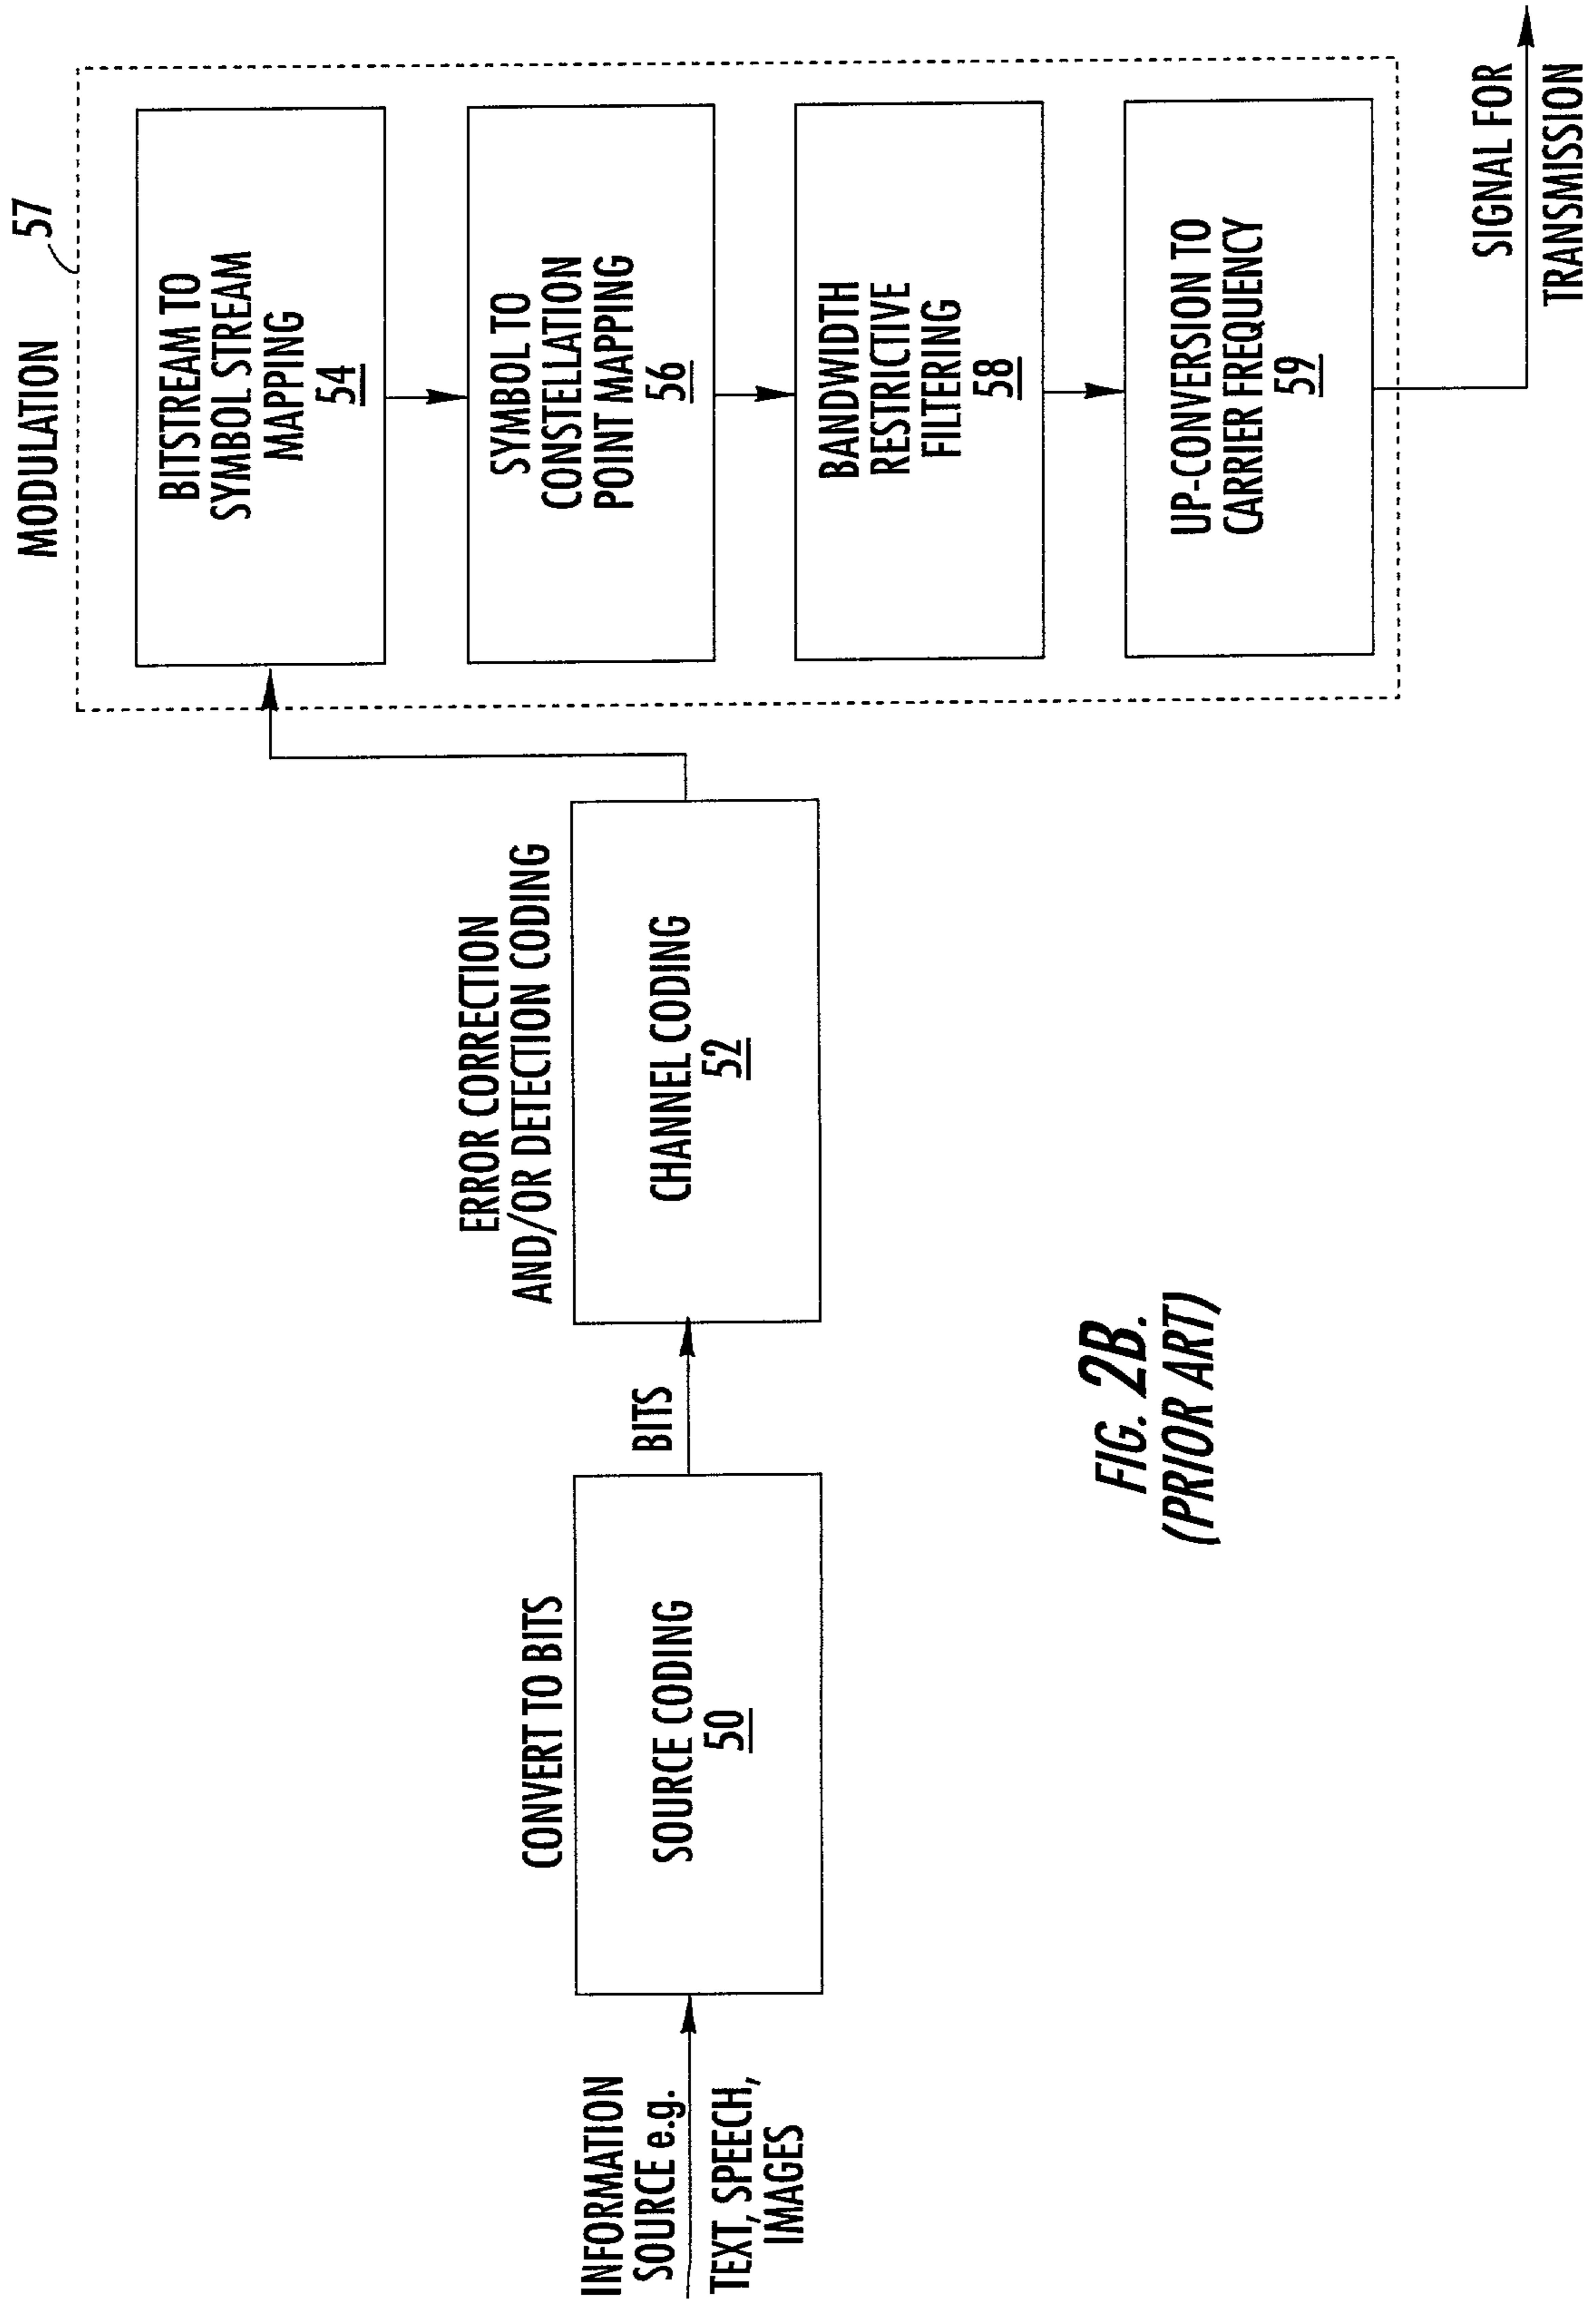 MODULATION
57
BITSTREAM TO
SYMBOL STREAM
MAPPING
54
SYMBOL TO
CONSTELLATION
POINT MAPPING
56
BANDWIDTH
RESTRICTIVE
FILTERING
58
UP-CONVERSION TO
CARRIER FREQUENCY
59
SIGNAL FOR
TRANSMISSION
ERROR CORRECTION
AND/OR DETECTION CODING
CHANNEL CODING
52
BITS
CONVERT TO BITS
SOURCE CODING
50
INFORMATION
SOURCE e.g.
TEXT, SPEECH,
IMAGES
FIG. 2B.
(PRIOR ART)